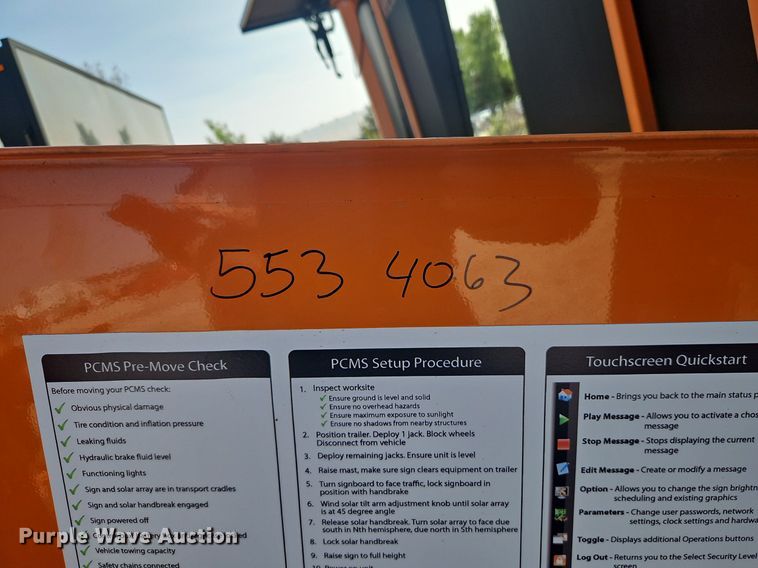 553 4063
PCMS Pre-Move Check
Before moving your PCMS check:
✓ Obvious physical damage
✓ Tire condition and inflation pressure
✓ Leaking fluids
✓ Hydraulic brake fluid level
✓ Functioning lights
✓ Sign and solar array are in transport cradles
✓ Sign and solar handbrake engaged
✓ Sign powered off
✓ Vehicle towing capacity
✓ Safety chains connected
PCMS Setup Procedure
1. Inspect worksite
✓ Ensure ground is level and solid
✓ Ensure no overhead hazards
✓ Ensure maximum exposure to sunlight
✓ Ensure no shadows from nearby structures
2. Position trailer. Deploy 1 jack. Block wheels
Disconnect from vehicle
3. Deploy remaining jacks. Ensure unit is level
4. Raise mast, make sure sign clears equipment on trailer
5. Turn signboard to face traffic, lock signboard in
position with handbrake
6. Wind solar tilt arm adjustment knob until solar array
is at 45 degree angle
7. Release solar handbrake. Turn solar array to face due
south in Nth hemisphere, due north in Sth hemisphere
8. Lock solar handbrake
9. Raise sign to full height
10. Power on unit
Touchscreen Quickstart
Home - Brings you back to the main status p
Play Message - Allows you to activate a chos
message
Stop Message - Stops displaying the current
message
Edit Message - Create or modify a message
Option - Allows you to change the sign brightn
scheduling and existing graphics
Parameters - Change user passwords, network
settings, clock settings and hardwa
Toggle - Displays additional Operations buttons
Log Out - Returns you to the Select Security Level
screen
Purple Wave Auction